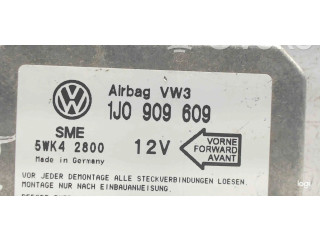 Airbag VW3
1J0 909 609
SME
5WK4 2800
Made in Germany
12V
VORNE
FORWARD
AVANT
VOR JEDER DEMONTAGE ALLE STECKVERBINDUNGEN LOESEN.
MONTAGE NUR NACH EINBAUANWEISUNG.